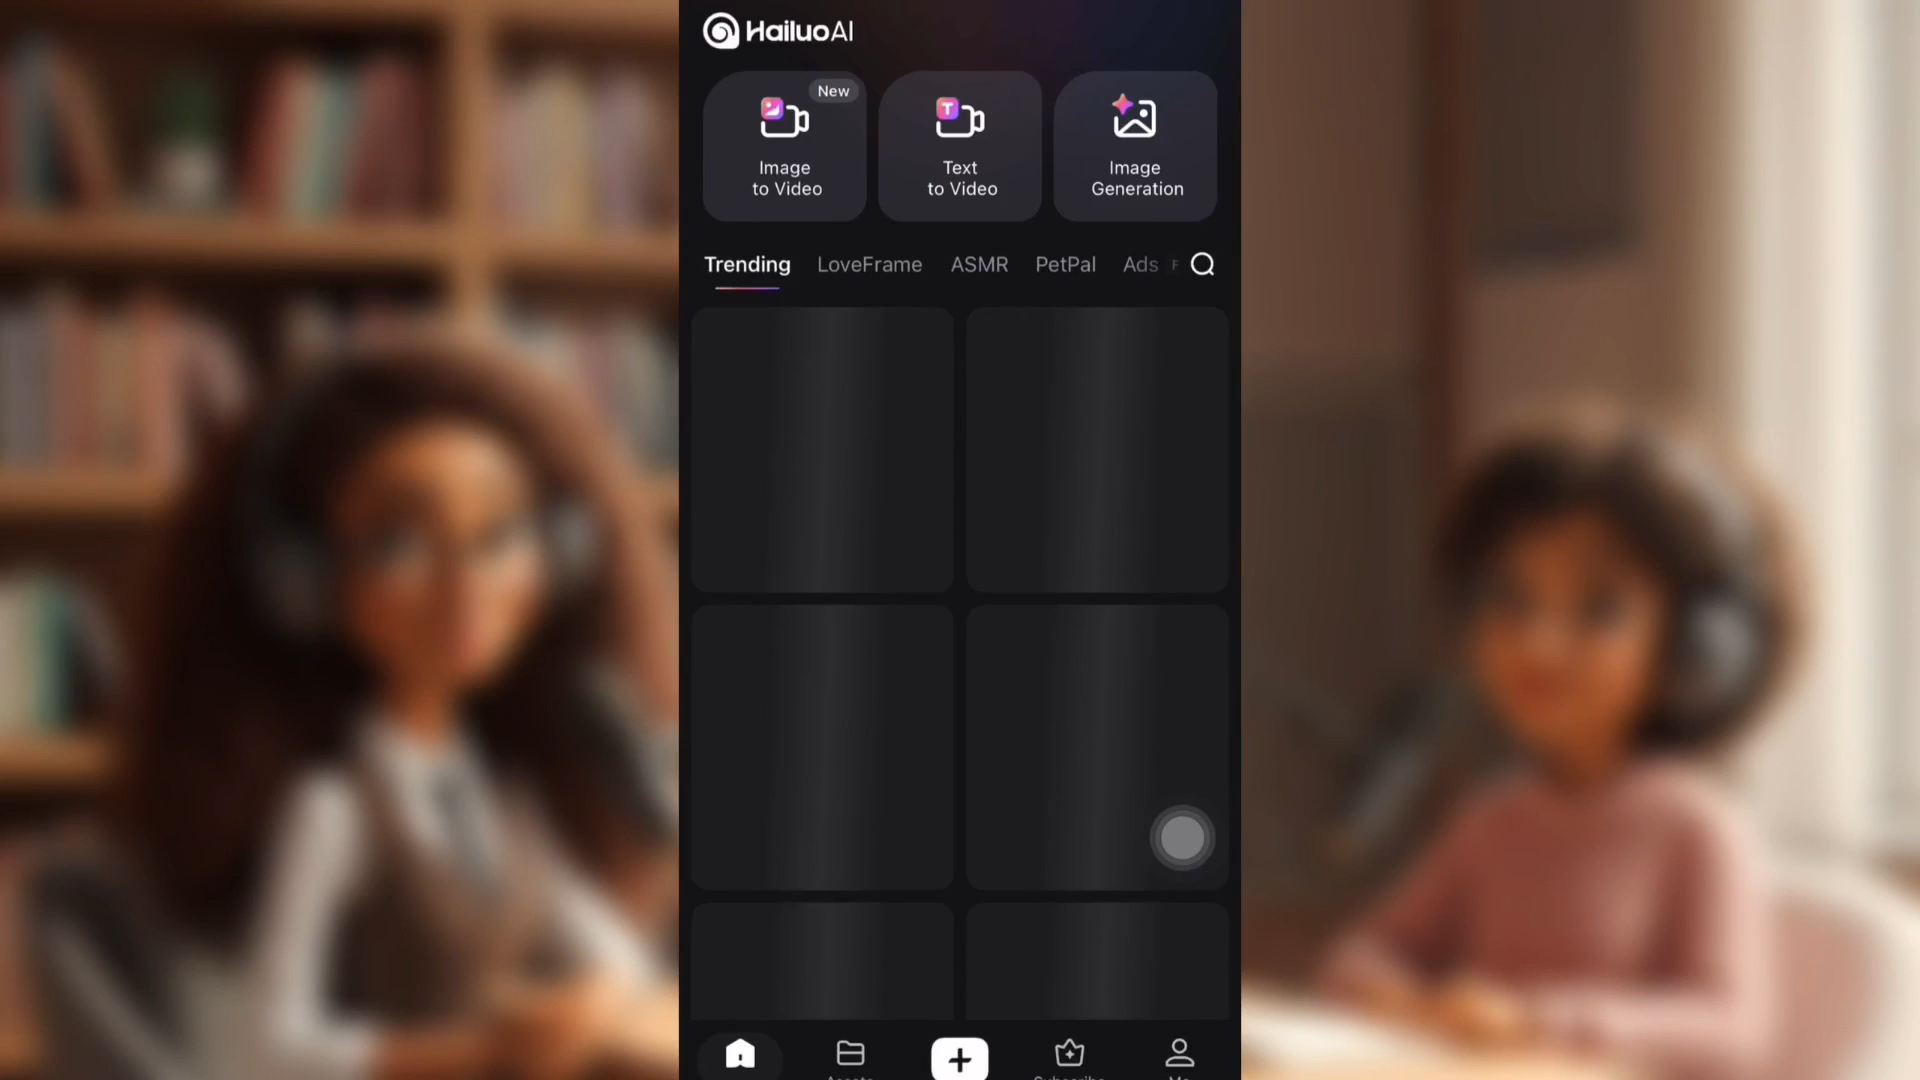 HailuoAI
New
Image
to Video
Text
to Video
Image
Generation
Trending
LoveFrame
ASMR
PetPal
Ads